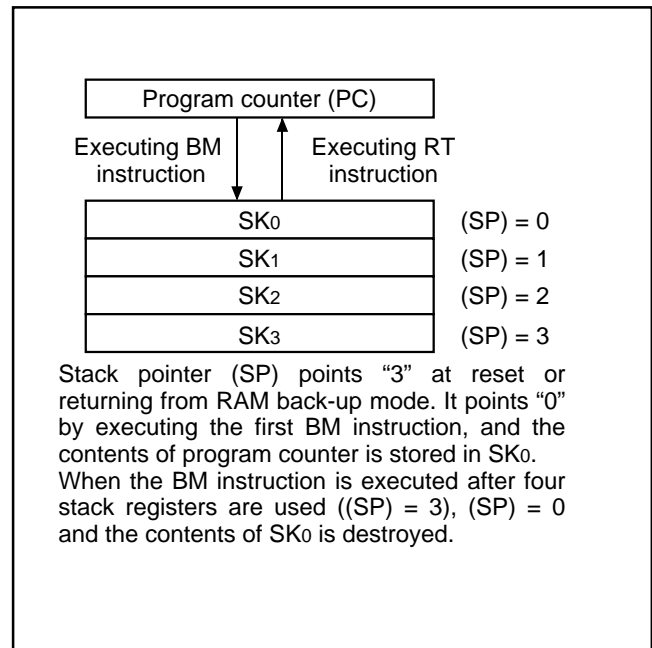 Program counter (PC)
Executing BM
instruction
Executing RT
instruction
SK0 (SP) = 0
SK1 (SP) = 1
SK2 (SP) = 2
SK3 (SP) = 3
Stack pointer (SP) points “3” at reset or
returning from RAM back-up mode. It points “0”
by executing the first BM instruction, and the
contents of program counter is stored in SK0.
When the BM instruction is executed after four
stack registers are used ((SP) = 3), (SP) = 0
and the contents of SK0 is destroyed.